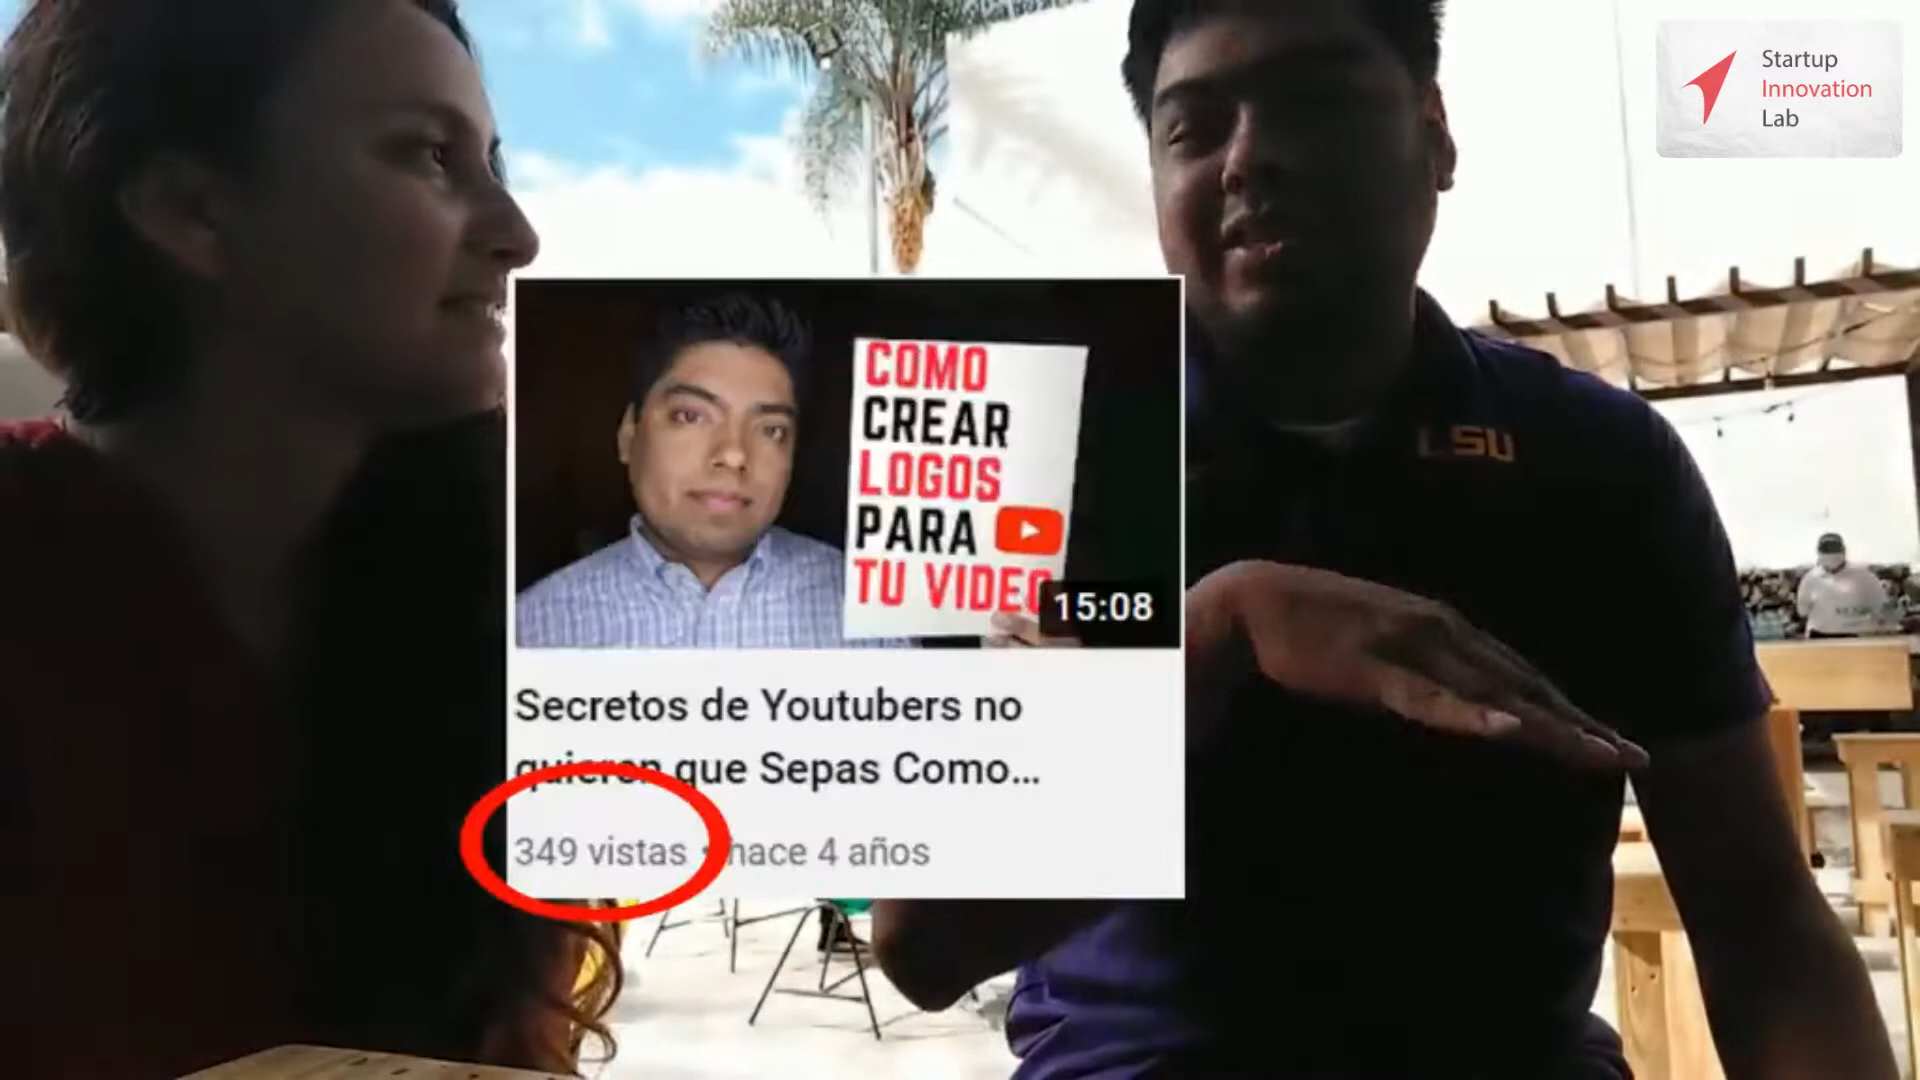 Startup
Innovation
Lab
LSU
COMO
CREAR
LOGOS
PARA
TU VIDEO
15:08
Secretos de Youtubers no
quieren que Sepas Como...
349 vistas • hace 4 años